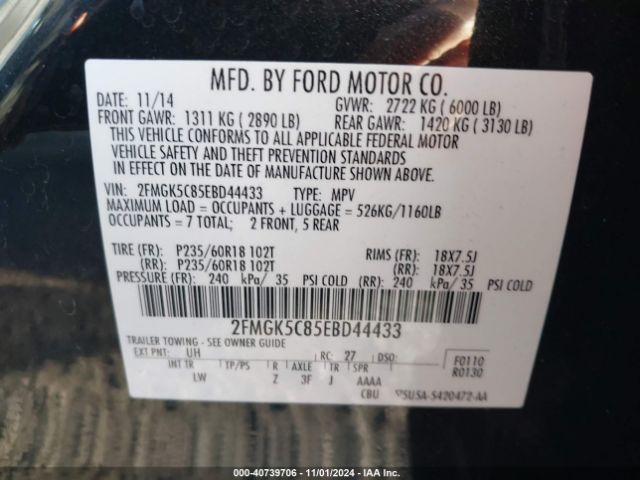 MFD. BY FORD MOTOR CO.
DATE: 11/14 GVWR: 2722 KG ( 6000 LB)
FRONT GAWR: 1311 KG ( 2890 LB) REAR GAWR: 1420 KG ( 3130 LB)
THIS VEHICLE CONFORMS TO ALL APPLICABLE FEDERAL MOTOR
VEHICLE SAFETY AND THEFT PREVENTION STANDARDS
IN EFFECT ON THE DATE OF MANUFACTURE SHOWN ABOVE.
VIN: 2FMGK5C85EBD44433 TYPE: MPV
MAXIMUM LOAD = OCCUPANTS + LUGGAGE = 526KG/1160LB
OCCUPANTS = 7 TOTAL; 2 FRONT, 5 REAR
TIRE (FR): P235/60R18 102T RIMS (FR): 18X7.5J
(RR): P235/60R18 102T (RR): 18X7.5J
PRESSURE (FR): 240 kPa/ 35 PSI COLD (RR): 240 kPa/ 35 PSI COLD
2FMGK5C85EBD44433
TRAILER TOWING - SEE OWNER GUIDE
EXT PNT: UH RC: 27 DSO: F0110
INT TR TP/PS R AXLE TR SPR R0130
LW Z 3F J AAAA
CBU SU5A-5420472-AA
000-40739706 - 11/01/2024 - IAA Inc.